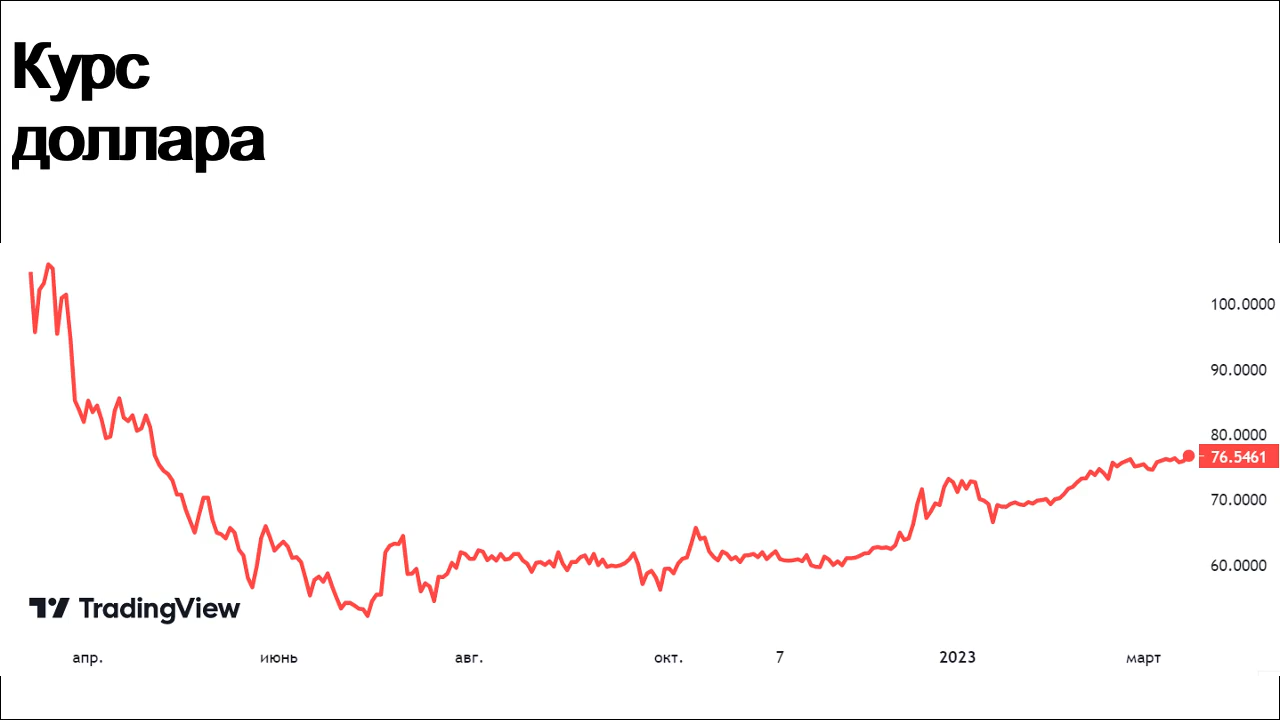 Курс
доллара
100.0000
90.0000
80.0000
76.5461
70.0000
60.0000
TradingView
апр. июнь авг. окт. 7 2023 март